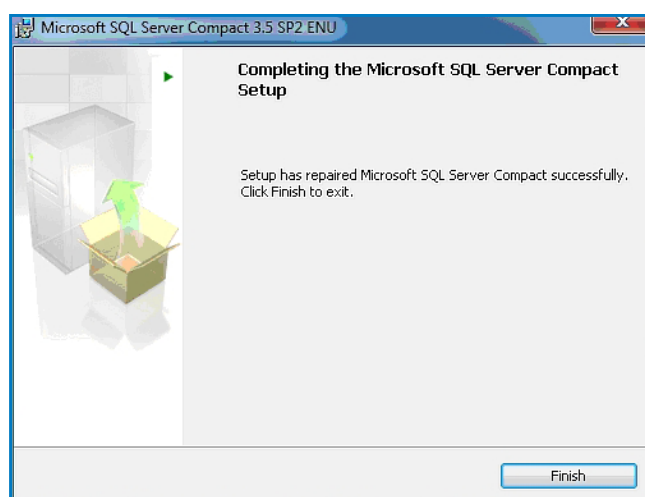 Microsoft SQL Server Compact 3.5 SP2 ENU
Completing the Microsoft SQL Server Compact
Setup
Setup has repaired Microsoft SQL Server Compact successfully.
Click Finish to exit.
Finish